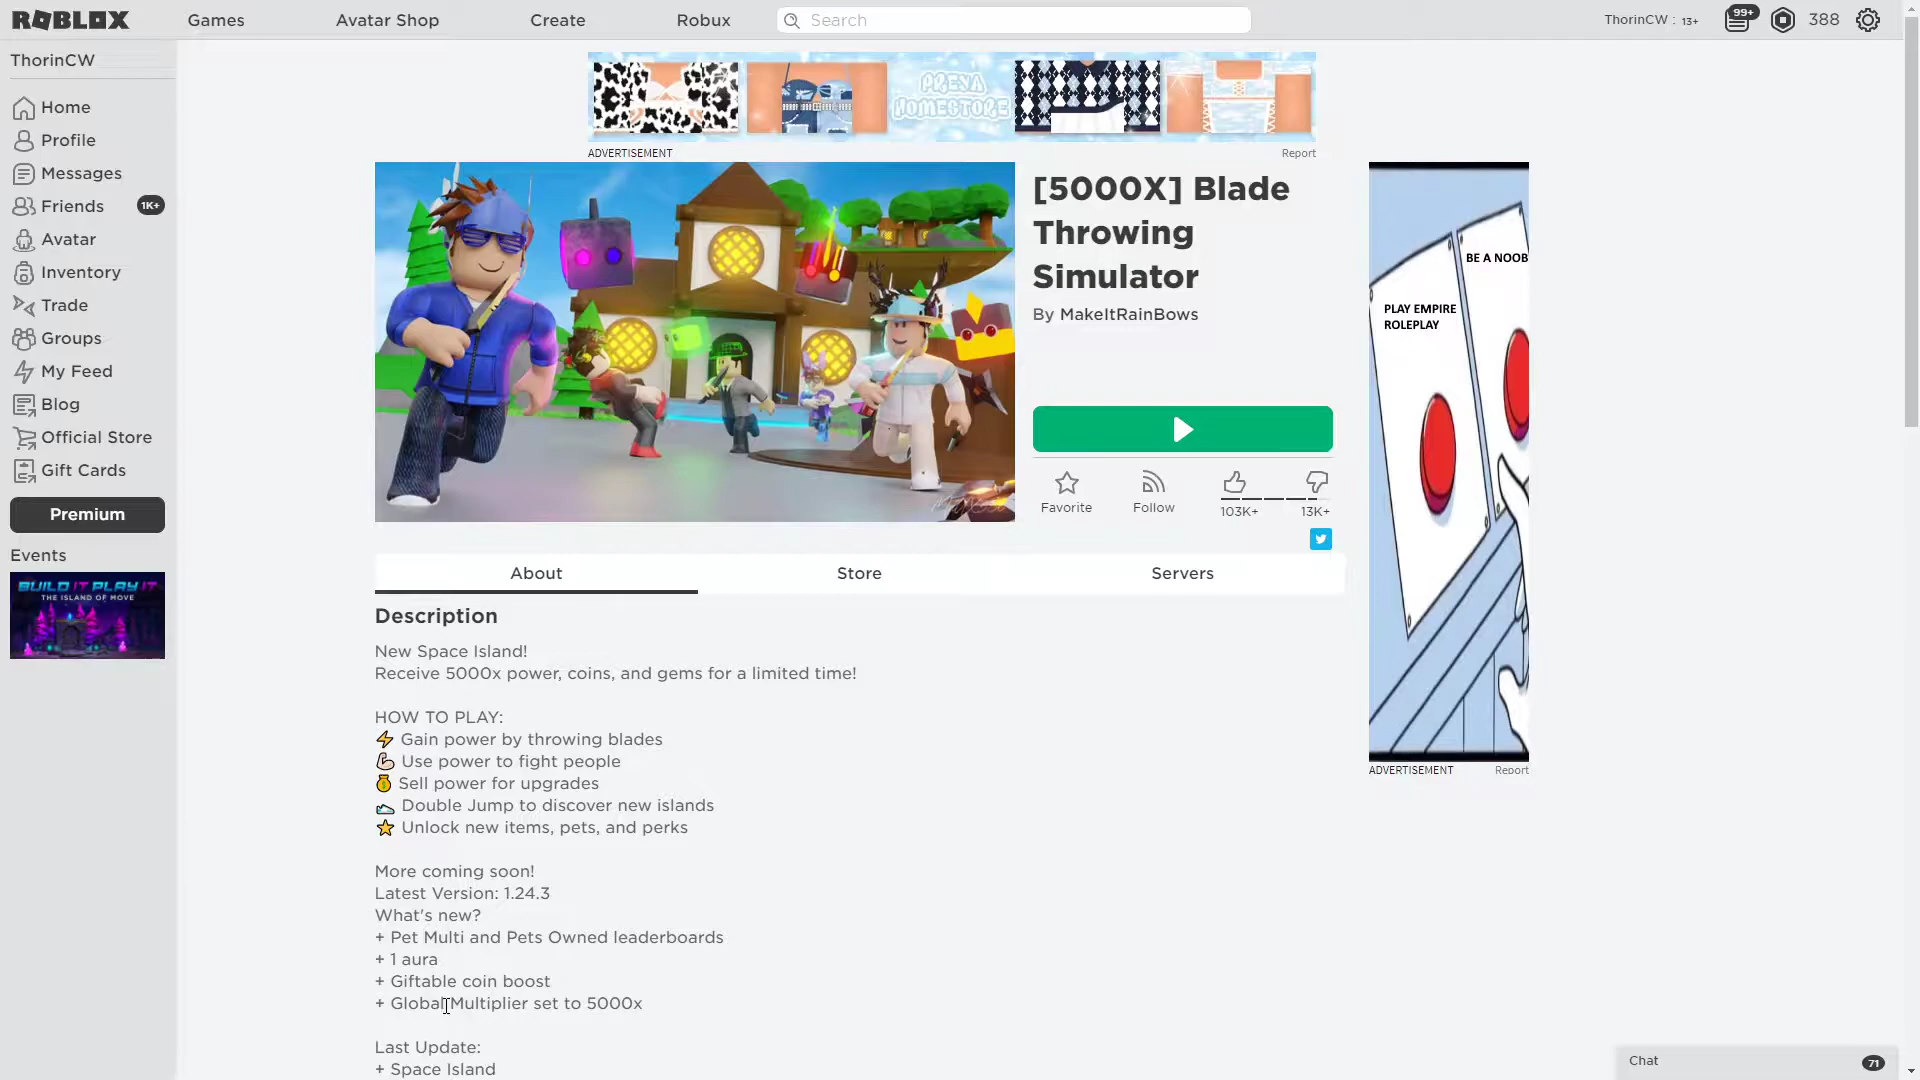 ROBLOX
Games
Avatar Shop
Create
Robux
Search
ThorinCW : 13+
99+
388
ThorinCW
Home
Profile
Messages
Friends
1K+
Avatar
Inventory
Trade
Groups
My Feed
Blog
Official Store
Gift Cards
Premium
Events
BUILD IT PLAY IT
THE ISLAND OF MOVE
PREYA
HOMESTORE
ADVERTISEMENT
Report
[5000X] Blade
Throwing
Simulator
By MakeItRainBows
Favorite
Follow
103K+
13K+
BE A NOOB
PLAY EMPIRE
ROLEPLAY
ADVERTISEMENT
Report
About
Store
Servers
Description
New Space Island!
Receive 5000x power, coins, and gems for a limited time!
HOW TO PLAY:
⚡ Gain power by throwing blades
💪 Use power to fight people
💰 Sell power for upgrades
👟 Double Jump to discover new islands
⭐ Unlock new items, pets, and perks
More coming soon!
Latest Version: 1.24.3
What's new?
+ Pet Multi and Pets Owned leaderboards
+ 1 aura
+ Giftable coin boost
+ Global Multiplier set to 5000x
Last Update:
+ Space Island
Chat
71